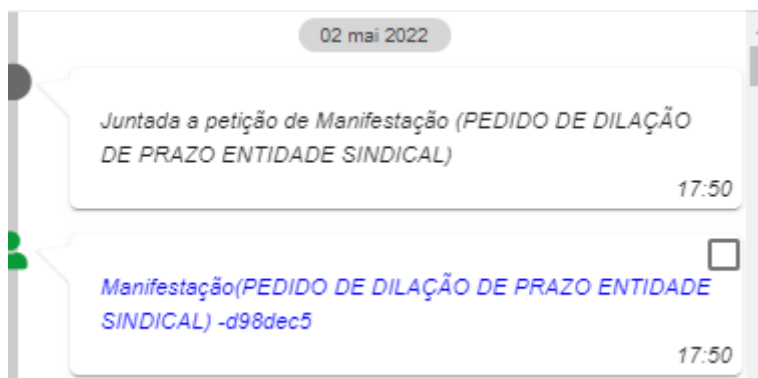 02 mai 2022
Juntada a petição de Manifestação (PEDIDO DE DILAÇÃO
DE PRAZO ENTIDADE SINDICAL)
17:50
Manifestação(PEDIDO DE DILAÇÃO DE PRAZO ENTIDADE
SINDICAL) -d98dec5
17:50